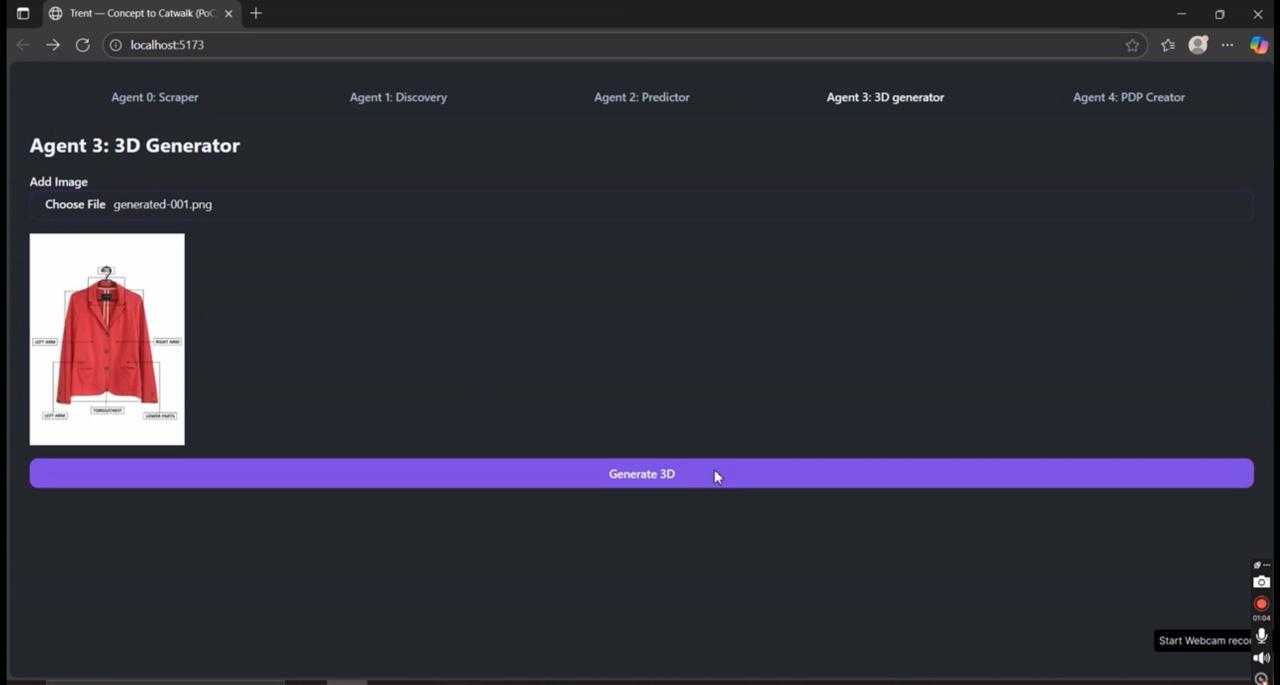 Trent — Concept to Catwalk (PoC
localhost:5173
Agent 0: Scraper
Agent 1: Discovery
Agent 2: Predictor
Agent 3: 3D generator
Agent 4: PDP Creator
Agent 3: 3D Generator
Add Image
Choose File generated-001.png
LEFT ARM
RIGHT ARM
LEFT ARM
TORSO/CHEST
LOWER PARTS
Generate 3D
01:04
Start Webcam recor